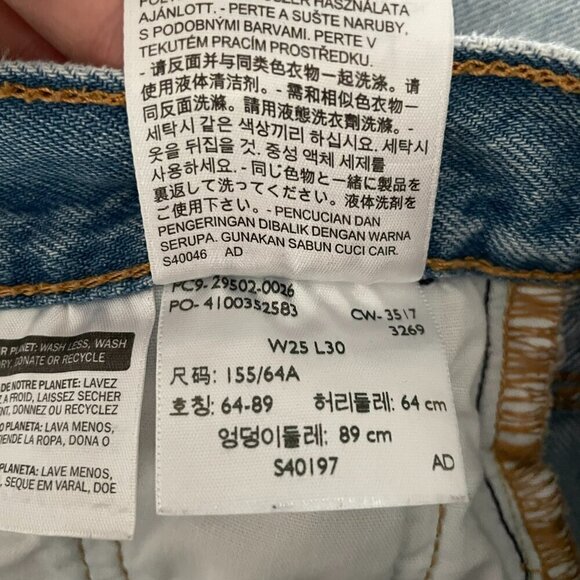 HASZNÁLATA
AJÁNLOTT. - PERTE A SUŠTE NARUBY,
S PODOBNÝMI BARVAMI. PERTE V
TEKUTÉM PRACÍM PROSTŘEDKU.
- 请反面并与同类色衣物一起洗涤。请
使用液体清洁剂。- 需和相似色衣物一
同反面洗滌。請用液態洗衣劑洗滌。-
세탁시 같은 색상끼리 하십시요. 세탁시
옷을 뒤집을 것. 중성 액체 세제를
사용하세요. - 同じ色物と一緒に製品を
裏返して洗ってください。液体洗剤を
ご使用下さい。- PENCUCIAN DAN
PENGERINGAN DIBALIK DENGAN WARNA
SERUPA. GUNAKAN SABUN CUCI CAIR.
S40046 AD
PC9- 29502-0026
PO- 4100352583
CW- 3517
3269
W25 L30
尺码: 155/64A
호칭: 64-89 허리둘레: 64 cm
엉덩이둘레: 89 cm
S40197 AD
PLANET: WASH LESS, WASH
DONATE OR RECYCLE
DE NOTRE PLANETE: LAVEZ
A FROID, LAISSEZ SECHER
DONNEZ OU RECYCLEZ
PLANETA: LAVA MENOS,
LA ROPA, DONA O
PLANETA: LAVE MENOS,
SEQUE EM VARAL, DOE